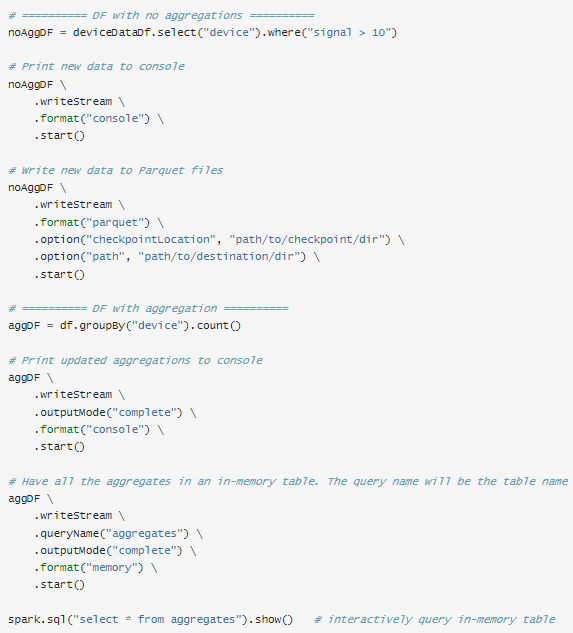 # ========== DF with no aggregations ==========
noAggDF = deviceDataDf.select("device").where("signal > 10")

# Print new data to console
noAggDF \
    .writeStream \
    .format("console") \
    .start()

# Write new data to Parquet files
noAggDF \
    .writeStream \
    .format("parquet") \
    .option("checkpointLocation", "path/to/checkpoint/dir") \
    .option("path", "path/to/destination/dir") \
    .start()

# ========== DF with aggregation ==========
aggDF = df.groupBy("device").count()

# Print updated aggregations to console
aggDF \
    .writeStream \
    .outputMode("complete") \
    .format("console") \
    .start()

# Have all the aggregates in an in-memory table. The query name will be the table name
aggDF \
    .writeStream \
    .queryName("aggregates") \
    .outputMode("complete") \
    .format("memory") \
    .start()

spark.sql("select * from aggregates").show()   # interactively query in-memory table